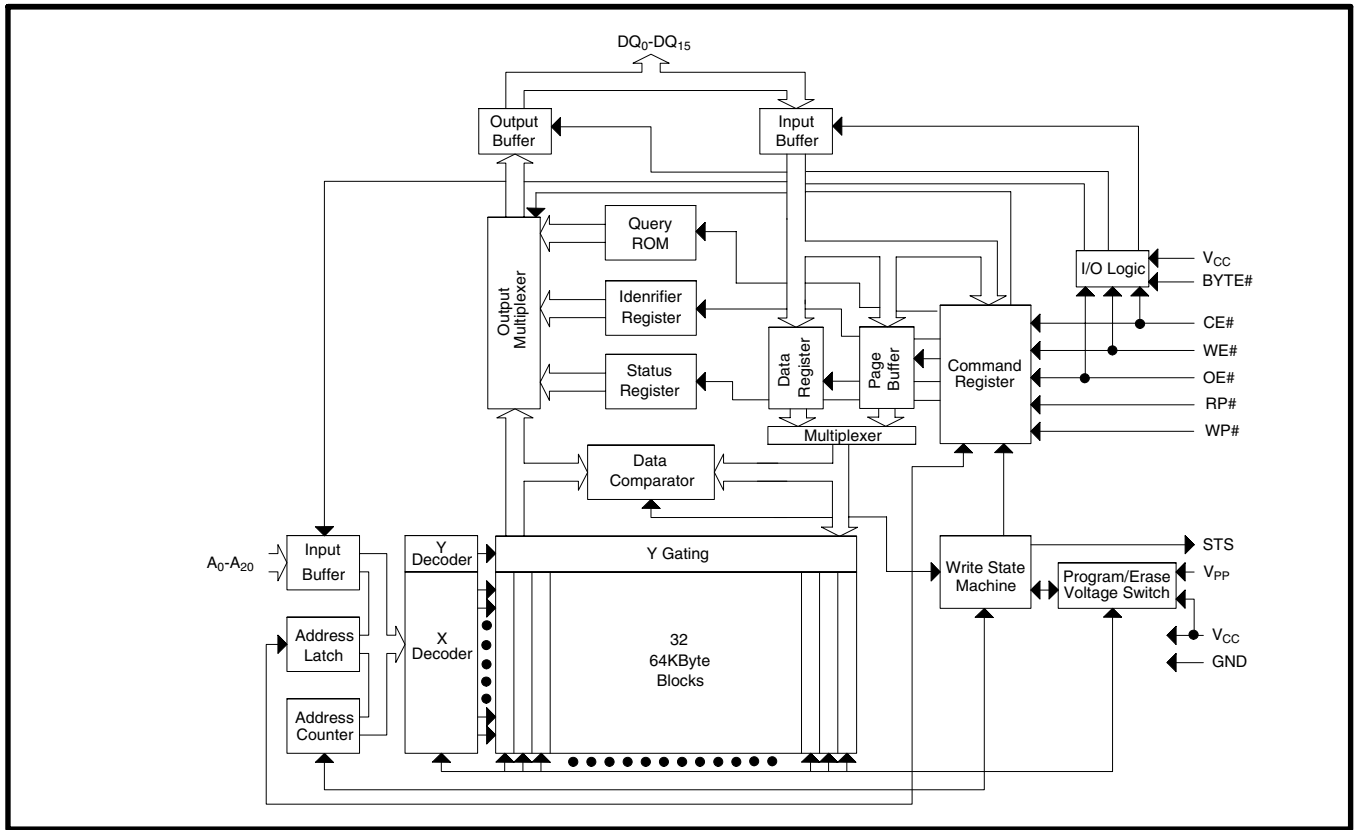 DQ0-DQ15
Output
Buffer
Input
Buffer
Query
ROM
I/O Logic
VCC
BYTE#
Output
Multiplexer
Idenrifier
Register
Status
Register
Data
Register
Page
Buffer
Command
Register
CE#
WE#
OE#
RP#
WP#
Multiplexer
Data
Comparator
A0-A20
Input
Buffer
Y
Decoder
Y Gating
Write State
Machine
Program/Erase
Voltage Switch
STS
VPP
VCC
GND
Address
Latch
X
Decoder
32
64KByte
Blocks
Address
Counter